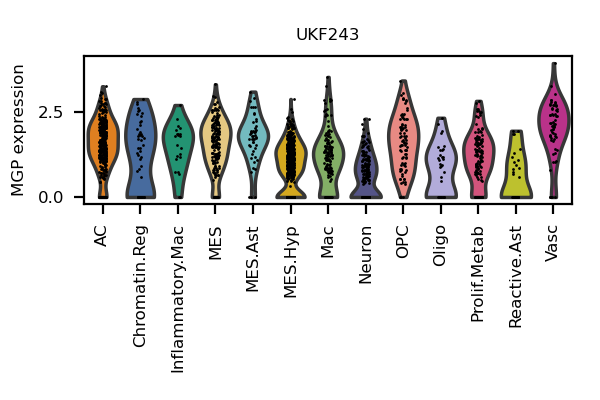 UKF243
MGP expression
2.5
0.0
AC
Chromatin.Reg
Inflammatory.Mac
MES
MES.Ast
MES.Hyp
Mac
Neuron
OPC
Oligo
Prolif.Metab
Reactive.Ast
Vasc